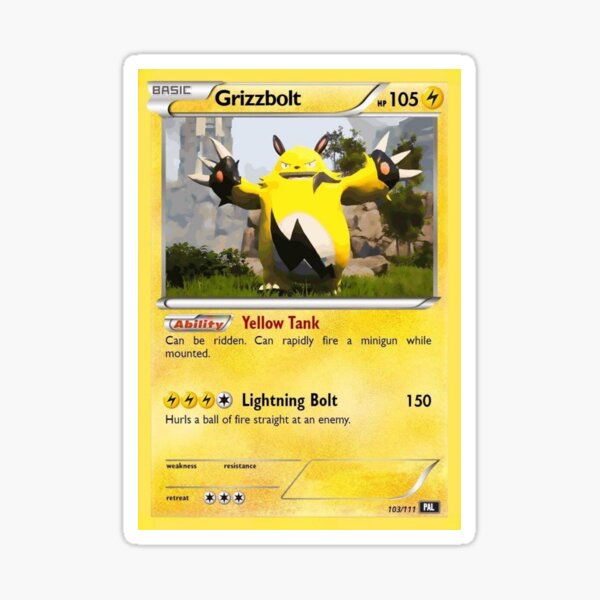 BASIC Grizzbolt HP 105
Ability Yellow Tank
Can be ridden. Can rapidly fire a minigun while
mounted.
Lightning Bolt 150
Hurls a ball of fire straight at an enemy.
weakness resistance
retreat
103/111 PAL